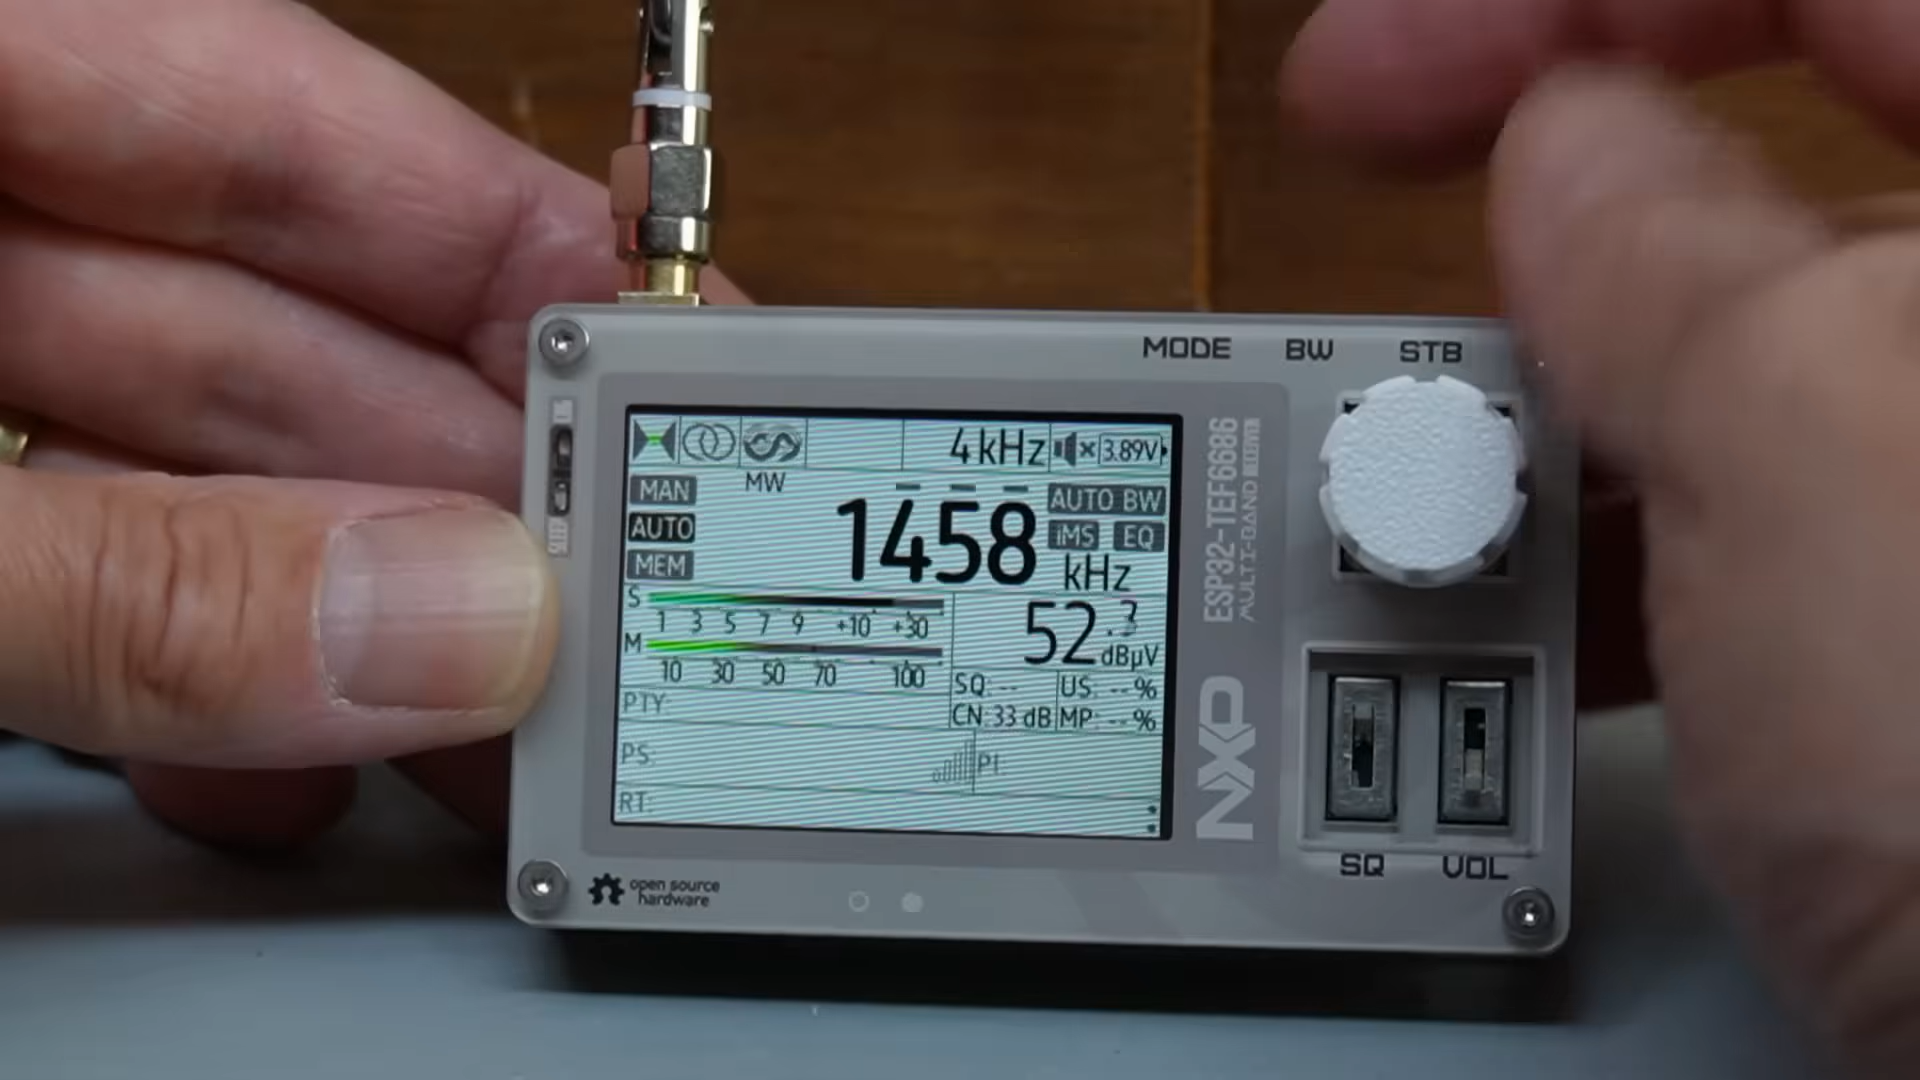 MODE BW STB
4 kHz 3.89V
MW
MAN
AUTO
MEM
1458 kHz
AUTO BW
iMS EQ
S
1 3 5 7 9 +10 +30
M
10 30 50 70 100
52.3 dBµV
SQ: -- US: --%
CN: 33 dB MP: --%
PTY:
PS:
PI:
RT:
ESP32-TEF6686
MULTI-BAND
NXP
SQ VOL
open source
hardware